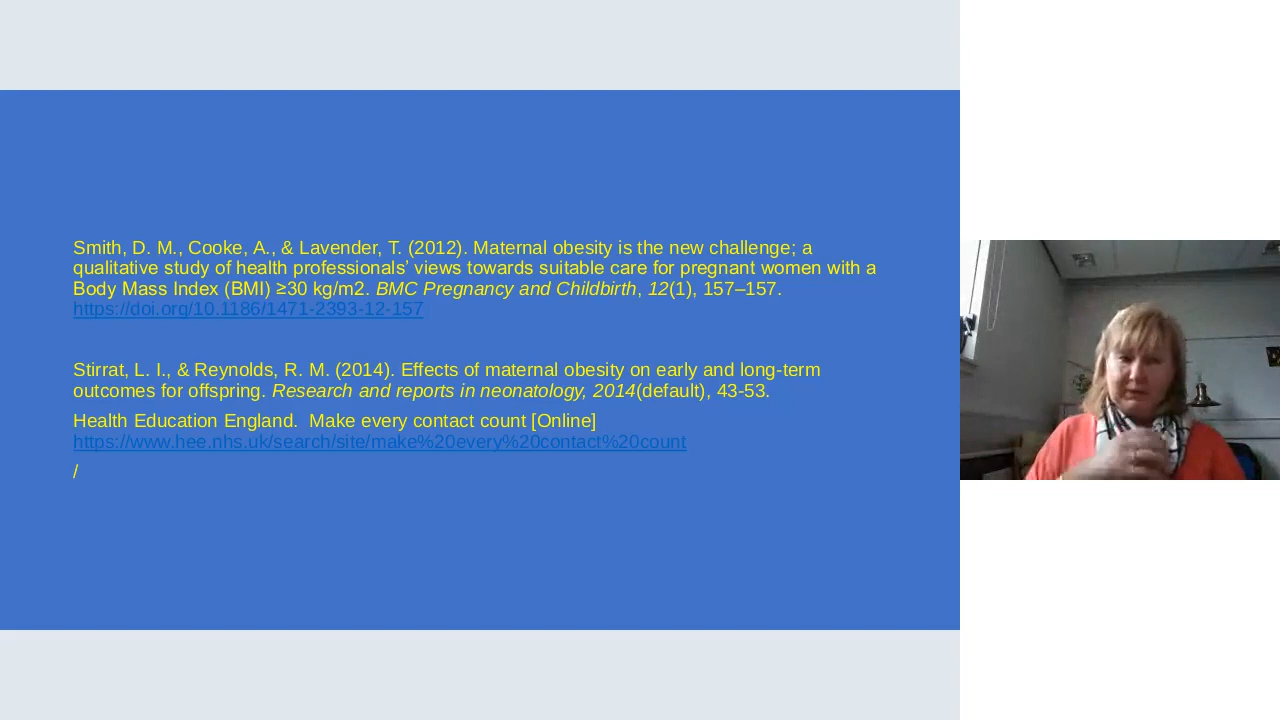 Smith, D. M., Cooke, A., & Lavender, T. (2012). Maternal obesity is the new challenge; a
qualitative study of health professionals’ views towards suitable care for pregnant women with a
Body Mass Index (BMI) ≥30 kg/m2. BMC Pregnancy and Childbirth, 12(1), 157–157.
https://doi.org/10.1186/1471-2393-12-157
Stirrat, L. I., & Reynolds, R. M. (2014). Effects of maternal obesity on early and long-term
outcomes for offspring. Research and reports in neonatology, 2014(default), 43-53.
Health Education England.  Make every contact count [Online]
https://www.hee.nhs.uk/search/site/make%20every%20contact%20count
/